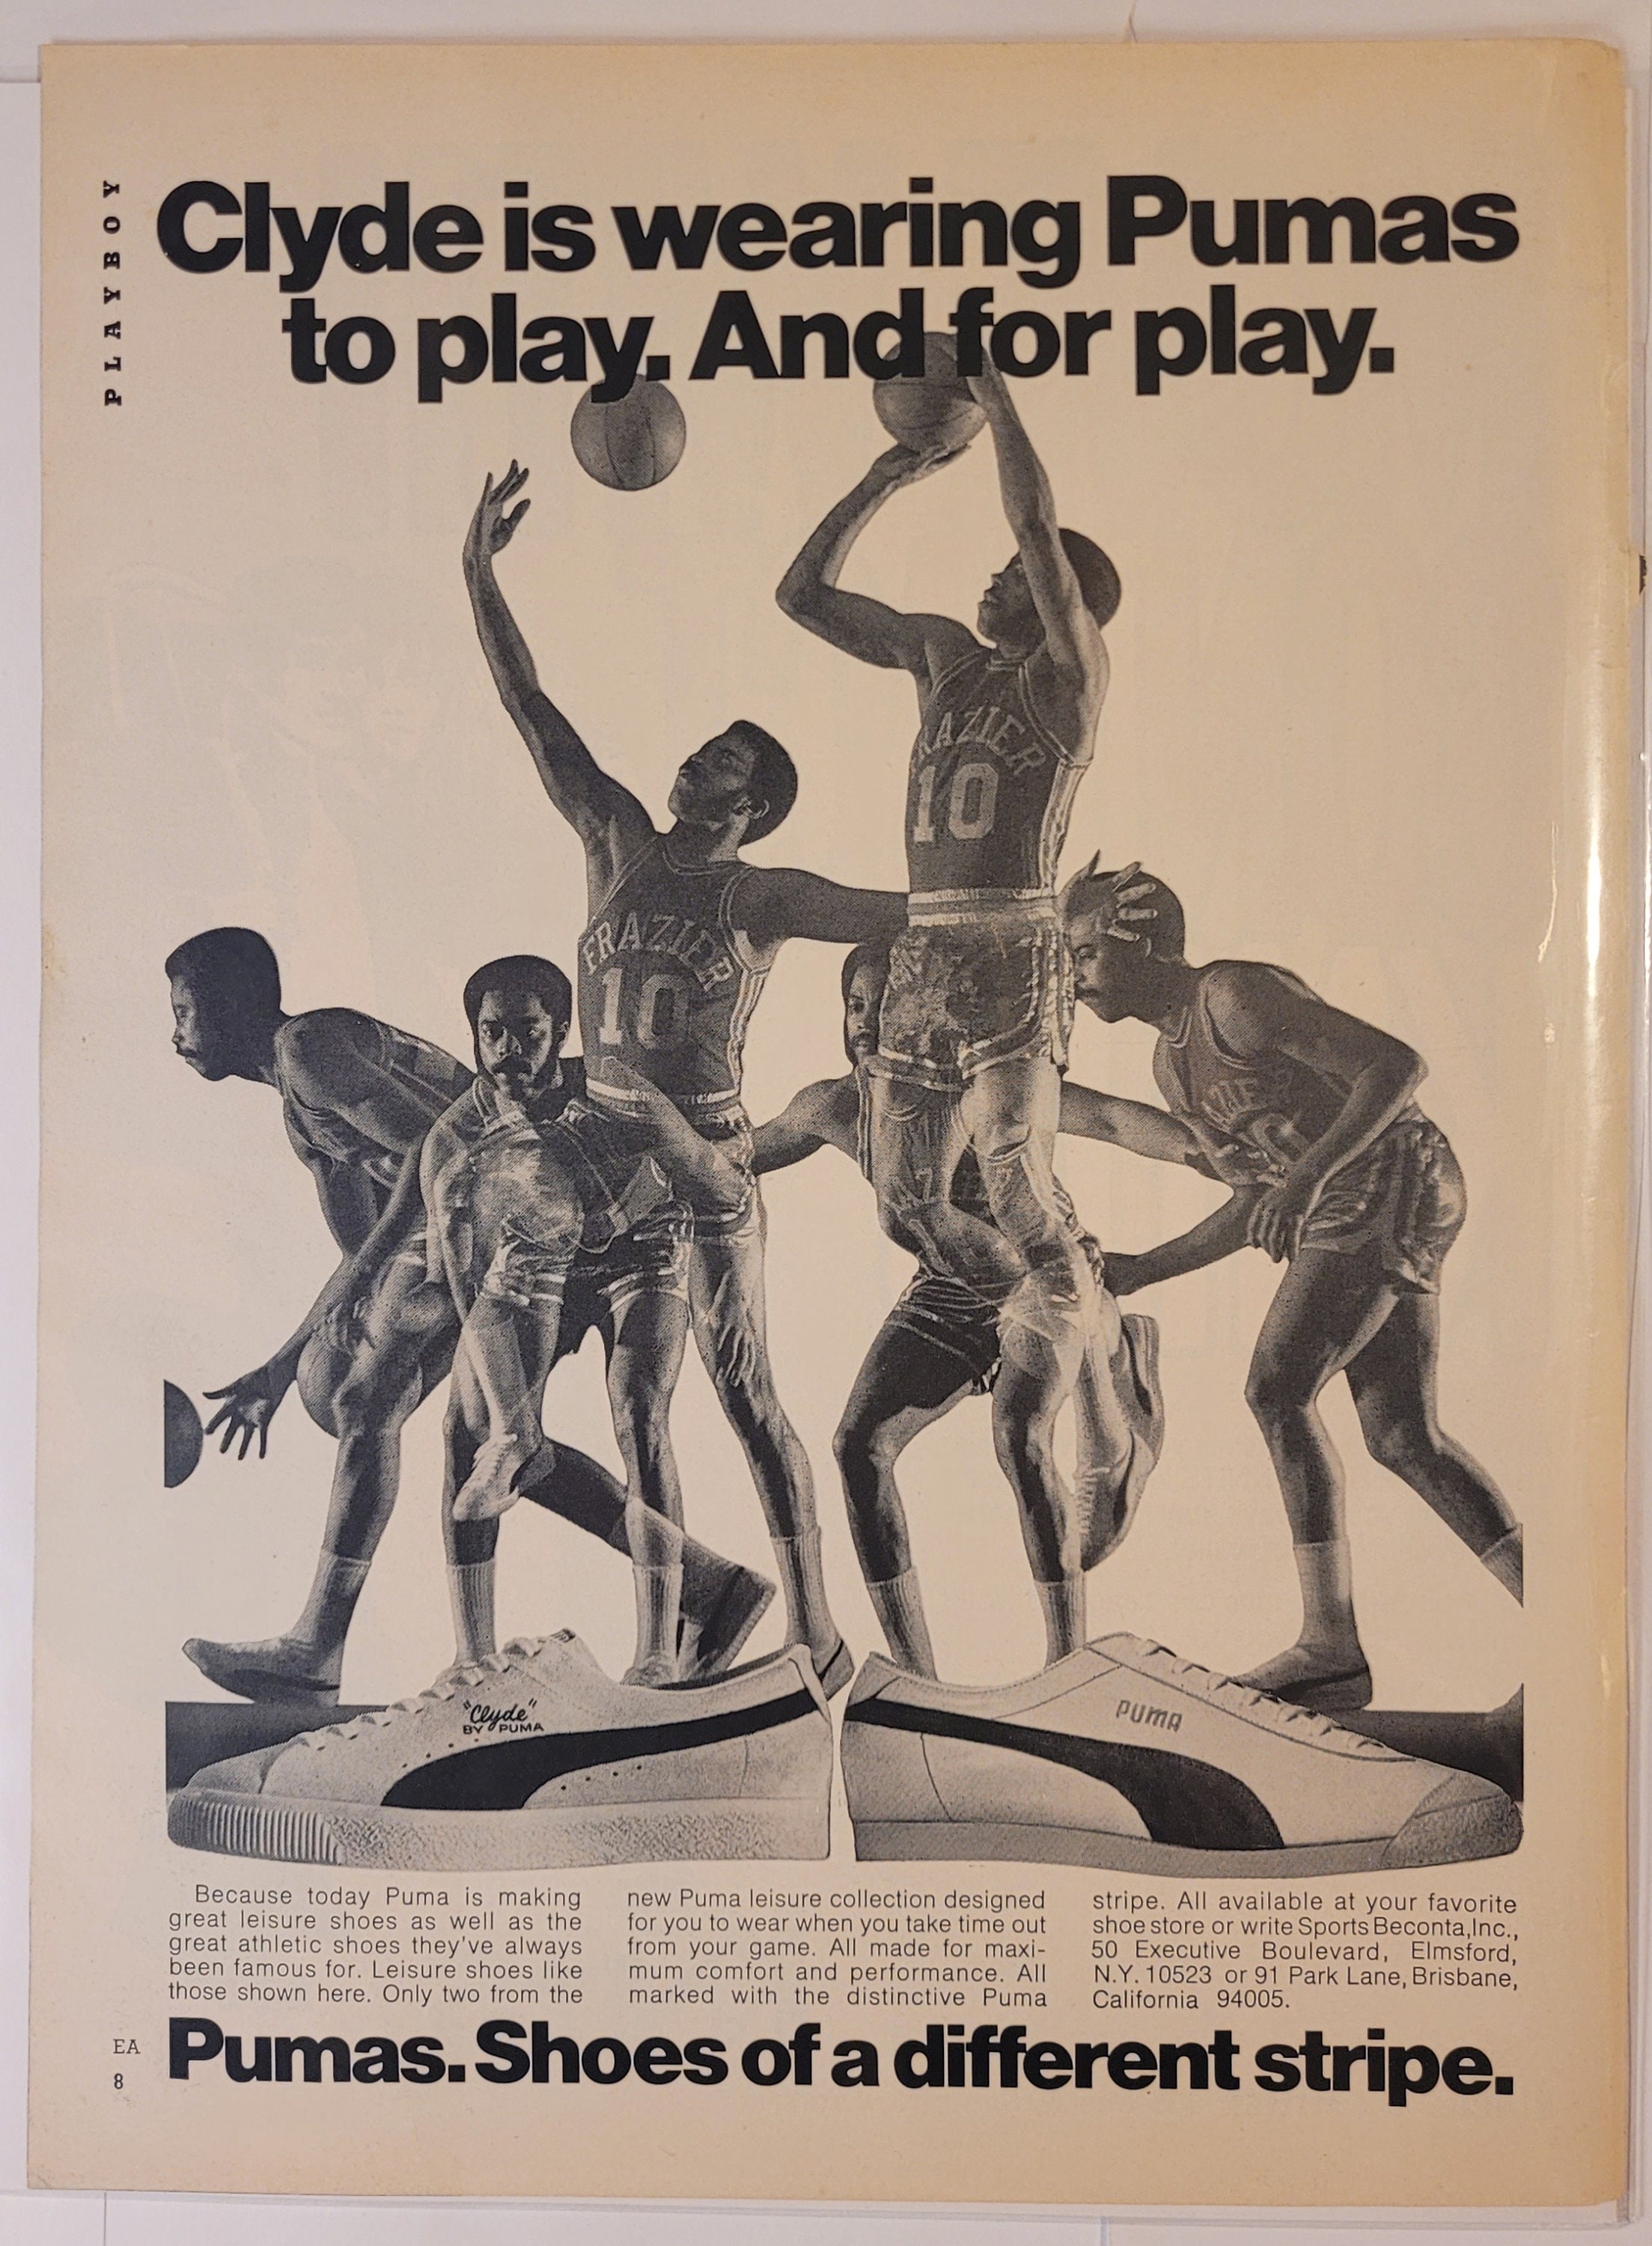 PLAYBOY
Clyde is wearing Pumas
to play. And for play.
RAZIER
10
FRAZIER
10
"Clyde"
BY PUMA
PUMA
Because today Puma is making
great leisure shoes as well as the
great athletic shoes they've always
been famous for. Leisure shoes like
those shown here. Only two from the
new Puma leisure collection designed
for you to wear when you take time out
from your game. All made for maxi-
mum comfort and performance. All
marked with the distinctive Puma
stripe. All available at your favorite
shoe store or write Sports Beconta, Inc.,
50 Executive Boulevard, Elmsford,
N.Y. 10523 or 91 Park Lane, Brisbane,
California 94005.
Pumas. Shoes of a different stripe.
EA
8